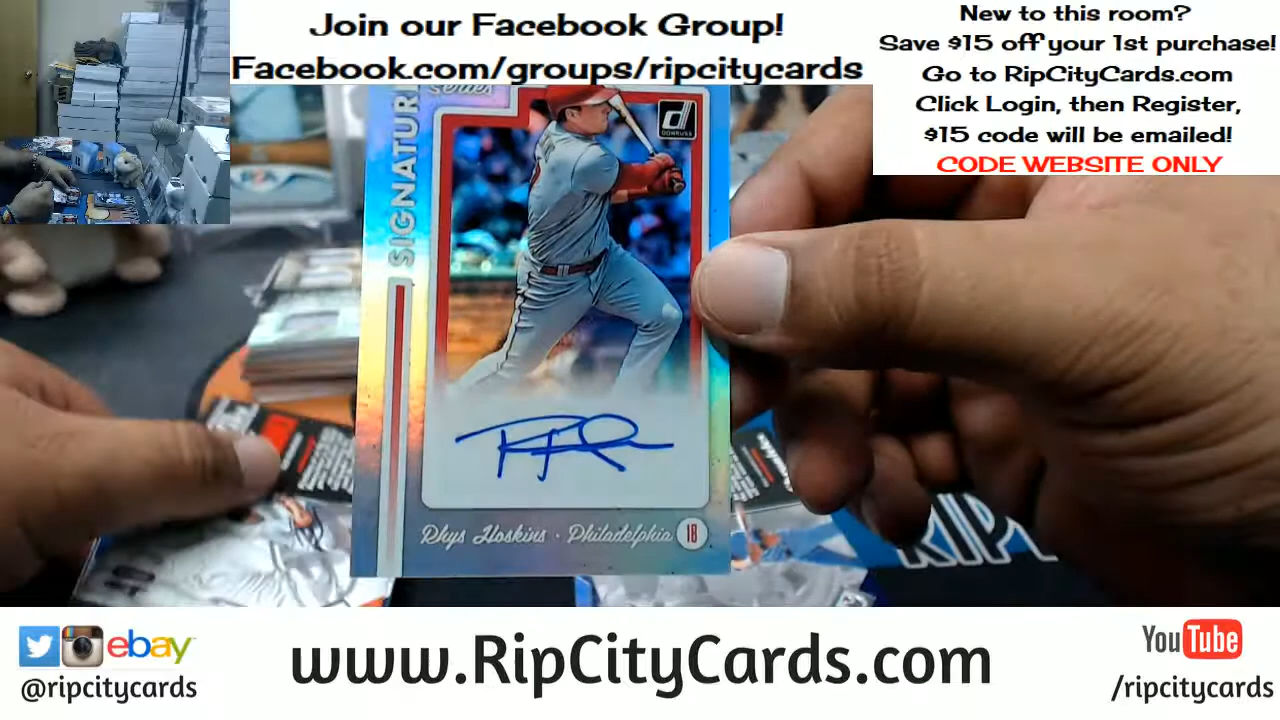 Join our Facebook Group!
Facebook.com/groups/ripcitycards
New to this room?
Save $15 off your 1st purchase!
Go to RipCityCards.com
Click Login, then Register,
$15 code will be emailed!
CODE WEBSITE ONLY
SIGNATURE
Series
d
DONRUSS
Rhys Hoskins · Philadelphia 18
RIPC
ebay
@ripcitycards
www.RipCityCards.com
YouTube
/ripcitycards